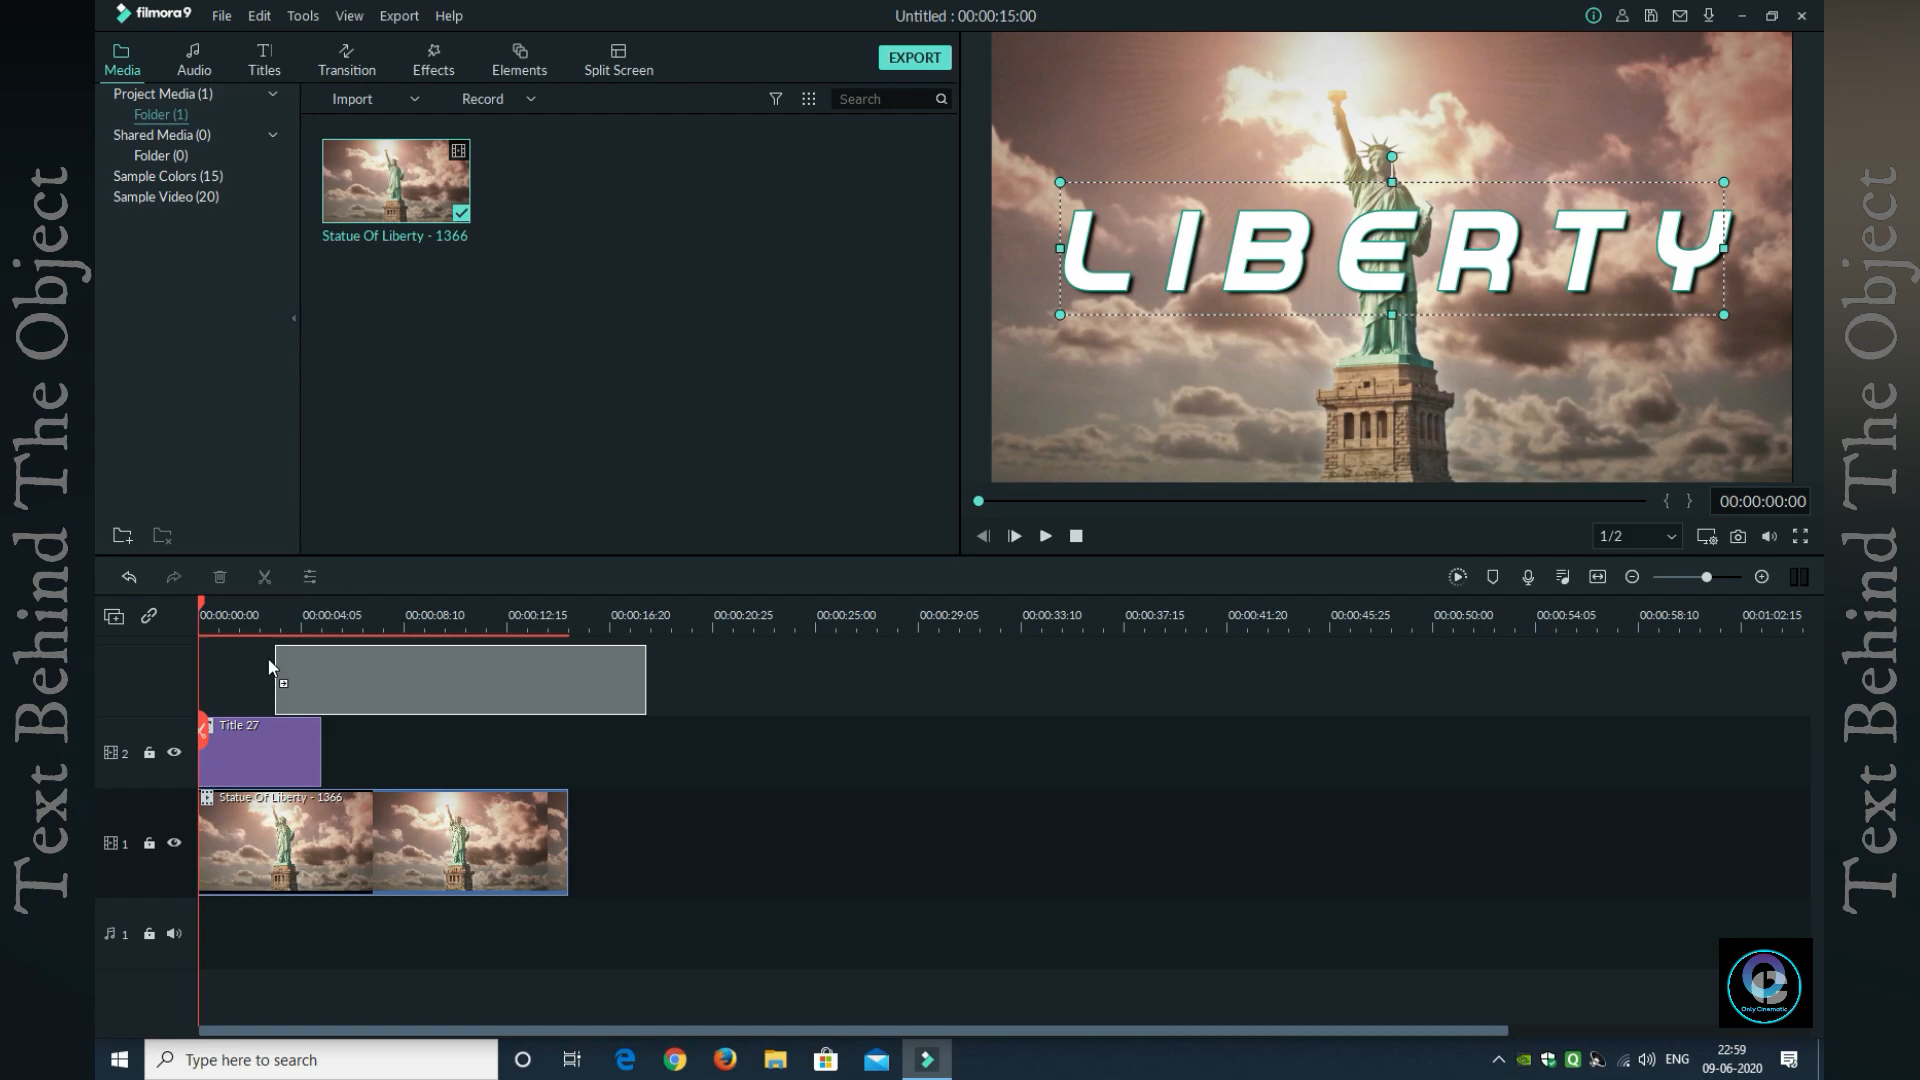 Text Behind The Object
filmora9
File Edit Tools View Export Help
Untitled : 00:00:15:00
Media Audio Titles Transition Effects Elements Split Screen
EXPORT
Project Media (1)
Folder (1)
Shared Media (0)
Folder (0)
Sample Colors (15)
Sample Video (20)
Import Record Search
Statue Of Liberty - 1366
LIBERTY
00:00:00:00
1/2
00:00:00:00 00:00:04:05 00:00:08:10 00:00:12:15 00:00:16:20 00:00:20:25 00:00:25:00 00:00:29:05 00:00:33:10 00:00:37:15 00:00:41:20 00:00:45:25 00:00:50:00 00:00:54:05 00:00:58:10 00:01:02:15
Title 27
2
Statue Of Liberty - 1366
1
1
Only Cinematic
Type here to search
ENG
22:59
09-06-2020
Text Behind The Object